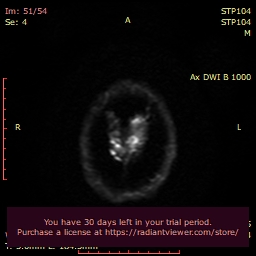 Im: 51/54
Se: 4
A
STP104
STP104
M
Ax DWI B 1000
R
L
You have 30 days left in your trial period.
Purchase a license at https://radiantviewer.com/store/